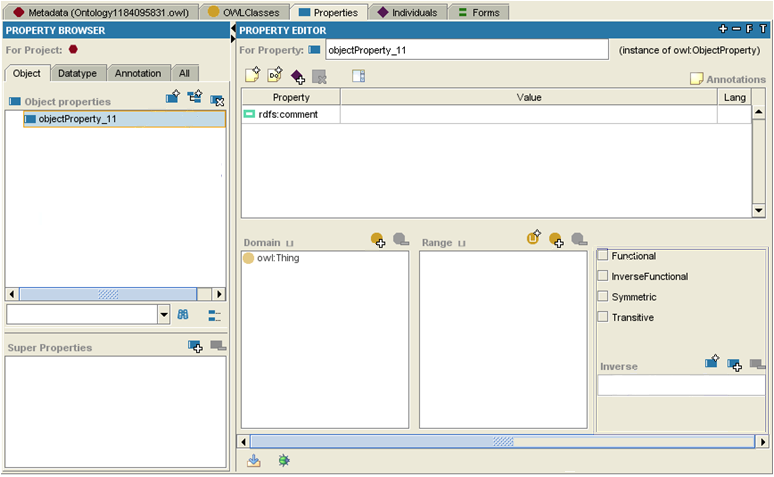 Metadata (Ontology1184095831.owl) OWLClasses Properties Individuals Forms
PROPERTY BROWSER
For Project:
Object Datatype Annotation All
Object properties
objectProperty_11
Super Properties
PROPERTY EDITOR + − F T
For Property: objectProperty_11 (instance of owl:ObjectProperty)
Annotations
Property Value Lang
rdfs:comment
Domain ⊔ Range ⊔
owl:Thing
Functional
InverseFunctional
Symmetric
Transitive
Inverse